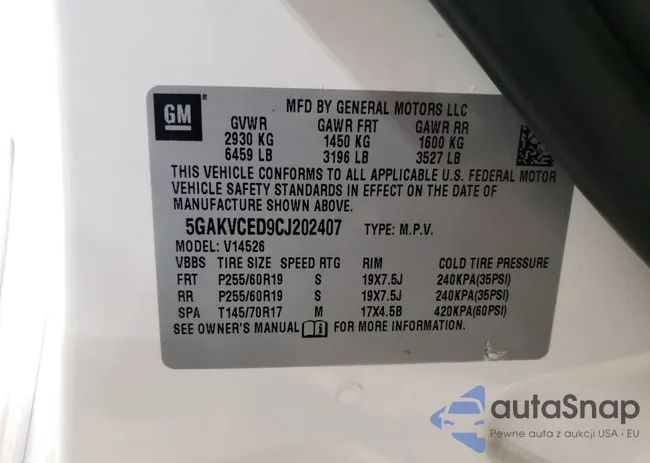 GM®
MFD BY GENERAL MOTORS LLC
GVWR GAWR FRT GAWR RR
2930 KG 1450 KG 1600 KG
6459 LB 3196 LB 3527 LB
THIS VEHICLE CONFORMS TO ALL APPLICABLE U.S. FEDERAL MOTOR
VEHICLE SAFETY STANDARDS IN EFFECT ON THE DATE OF
MANUFACTURE SHOWN ABOVE.
5GAKVCED9CJ202407 TYPE: M.P.V.
MODEL: V14526
VBBS TIRE SIZE SPEED RTG RIM COLD TIRE PRESSURE
FRT P255/60R19 S 19X7.5J 240KPA(35PSI)
RR P255/60R19 S 19X7.5J 240KPA(35PSI)
SPA T145/70R17 M 17X4.5B 420KPA(60PSI)
SEE OWNER'S MANUAL FOR MORE INFORMATION.
autaSnap
Pewne auta z aukcji USA i EU